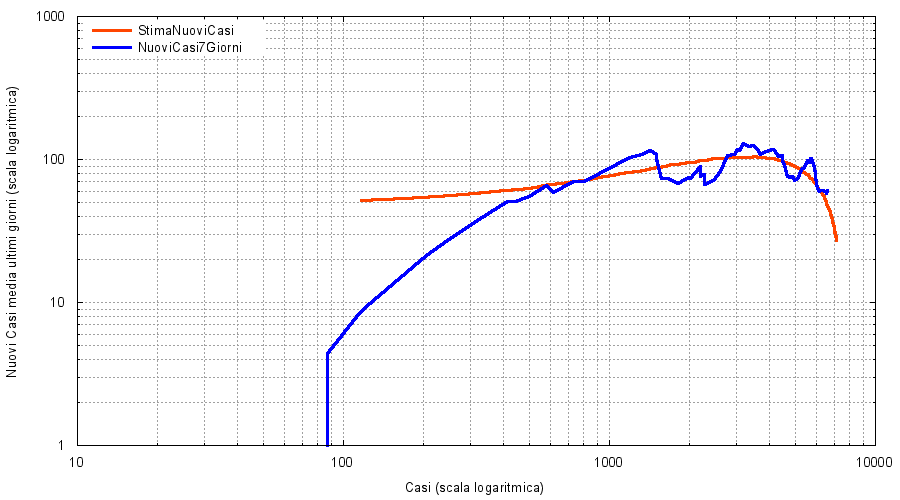 1000
StimaNuoviCasi
NuoviCasi7Giorni
100
Nuovi Casi media ultimi giorni (scala logaritmica)
10
1
10 100 1000 10000
Casi (scala logaritmica)